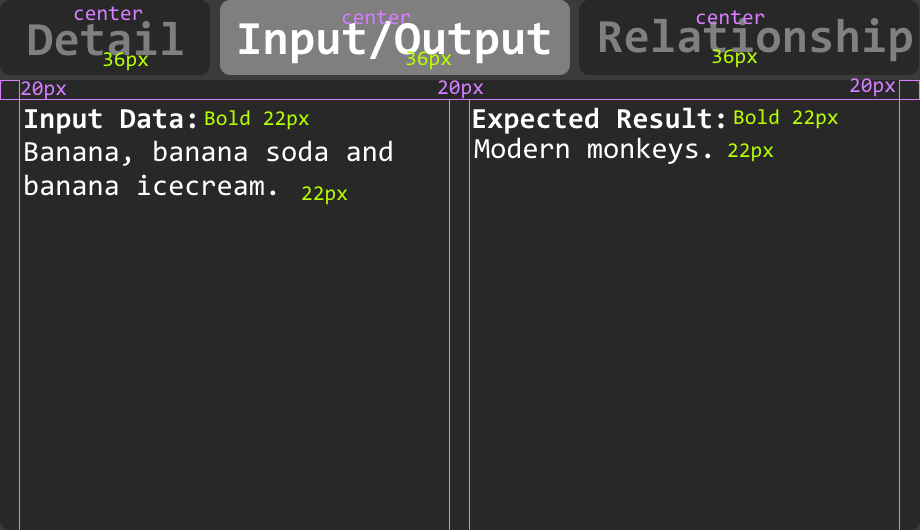 center center center
Detail Input/Output Relationship
36px 36px 36px
20px 20px 20px
Input Data: Bold 22px
Banana, banana soda and
banana icecream. 22px
Expected Result: Bold 22px
Modern monkeys. 22px